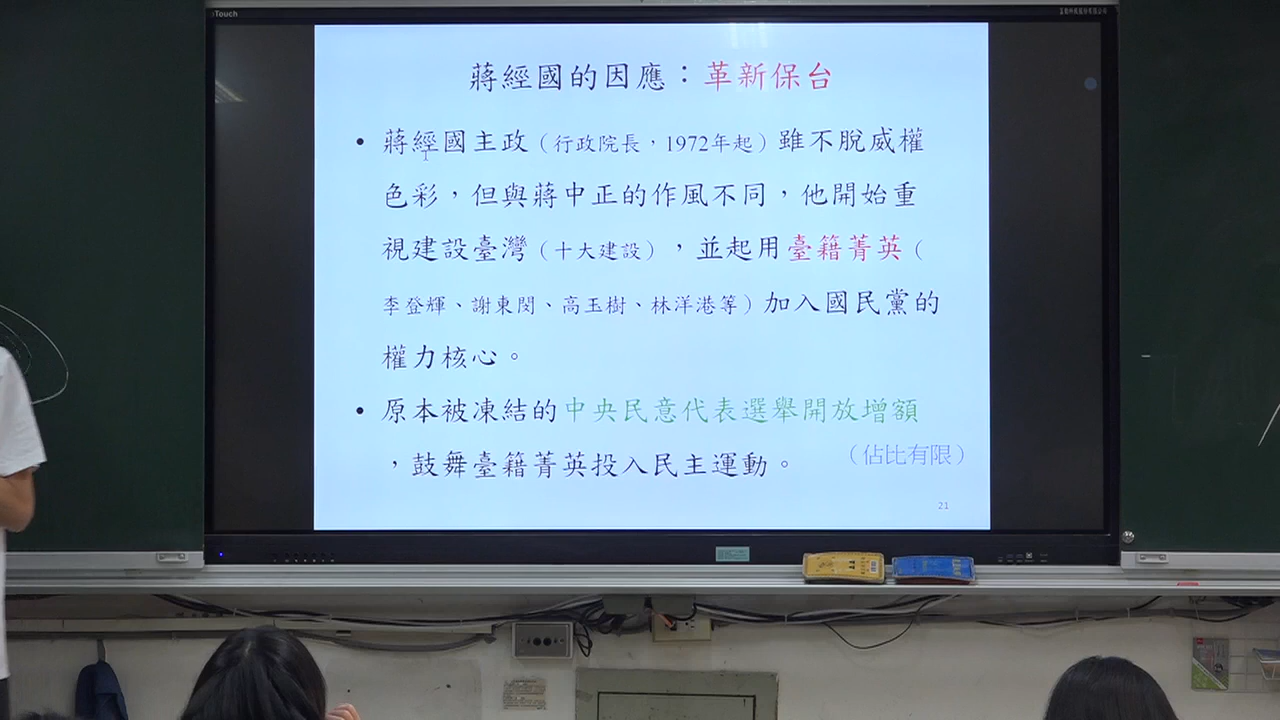 Touch
蔣經國的因應：革新保台
• 蔣經國主政（行政院長，1972年起）雖不脫威權
色彩，但與蔣中正的作風不同，他開始重
視建設臺灣（十大建設），並起用臺籍菁英（
李登輝、謝東閔、高玉樹、林洋港等）加入國民黨的
權力核心。
• 原本被凍結的中央民意代表選舉開放增額
，鼓舞臺籍菁英投入民主運動。
（佔比有限）
21